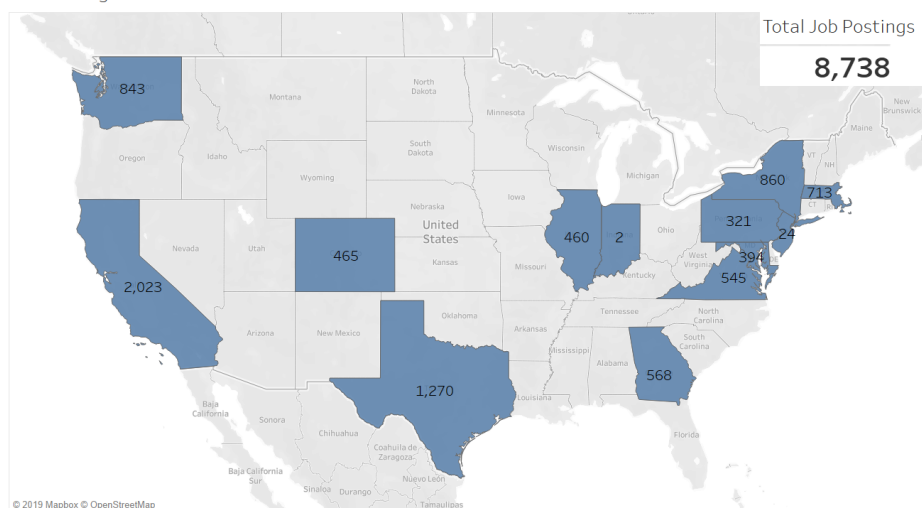 Total Job Postings
8,738
New
Brunswick
843
North
Dakota
Montana
Minnesota
Maine
Oregon
Idaho
South
Dakota
Wisconsin
VT
NH
Michigan
860
713
Wyoming
Iowa
CT
Nebraska
321
24
United
States
Nevada
Utah
465
Kansas
Missouri
460
2
Ohio
West
Virginia
394
DE
545
Kentucky
2,023
Arizona
New Mexico
Oklahoma
Arkansas
Tennessee
North
Carolina
South
Carolina
Mississippi
Alabama
568
1,270
Louisiana
Baja
California
Sonora
Chihuahua
Coahuila de
Zaragoza
Florida
Baja California
Sur
Sinaloa
Durango
Nuevo León
Tamaulipas
© 2019 Mapbox © OpenStreetMap